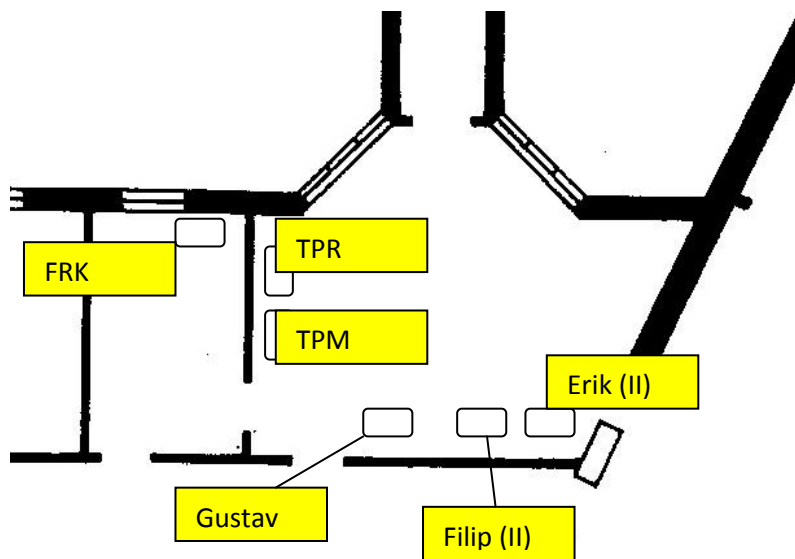 TPR
FRK
TPM
Erik (II)
Gustav
Filip (II)